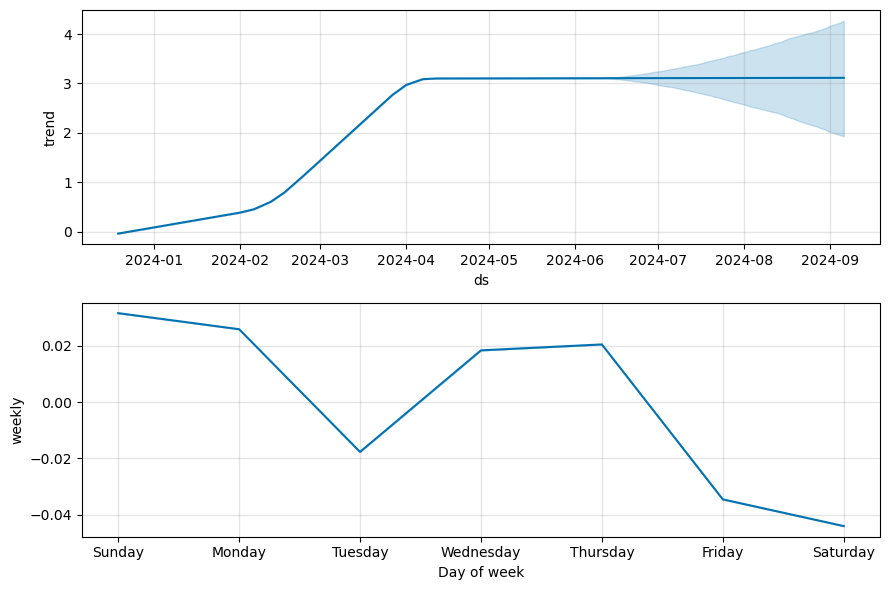 trend
4
3
2
1
0
2024-01 2024-02 2024-03 2024-04 2024-05 2024-06 2024-07 2024-08 2024-09
ds
weekly
0.02
0.00
−0.02
−0.04
Sunday Monday Tuesday Wednesday Thursday Friday Saturday
Day of week